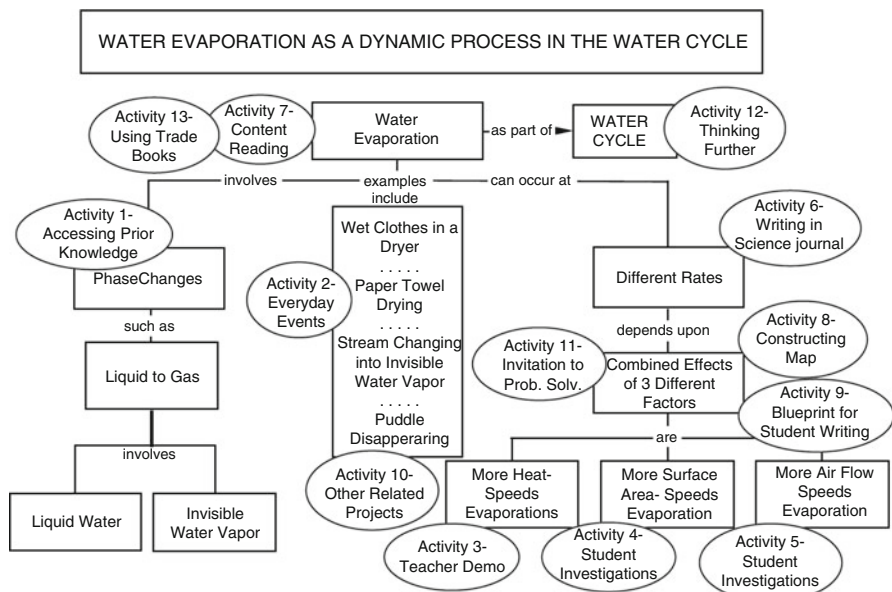 WATER EVAPORATION AS A DYNAMIC PROCESS IN THE WATER CYCLE
Activity 13-
Using Trade
Books
Activity 7-
Content
Reading
Water
Evaporation
as part of
WATER
CYCLE
Activity 12-
Thinking
Further
involves
examples
include
can occur at
Activity 1-
Accessing Prior
Knowledge
PhaseChanges
such as
Liquid to Gas
involves
Liquid Water
Invisible
Water Vapor
Activity 2-
Everyday
Events
Wet Clothes in a
Dryer
. . . . .
Paper Towel
Drying
. . . . .
Stream Changing
into Invisible
Water Vapor
. . . . .
Puddle
Disapperaring
Activity 10-
Other Related
Projects
Activity 6-
Writing in
Science journal
Different Rates
depends upon
Activity 11-
Invitation to
Prob. Solv.
Combined Effects
of 3 Different
Factors
Activity 8-
Constructing
Map
Activity 9-
Blueprint for
Student Writing
are
More Heat-
Speeds
Evaporations
More Surface
Area- Speeds
Evaporation
More Air Flow
Speeds
Evaporation
Activity 3-
Teacher Demo
Activity 4-
Student
Investigations
Activity 5-
Student
Investigations